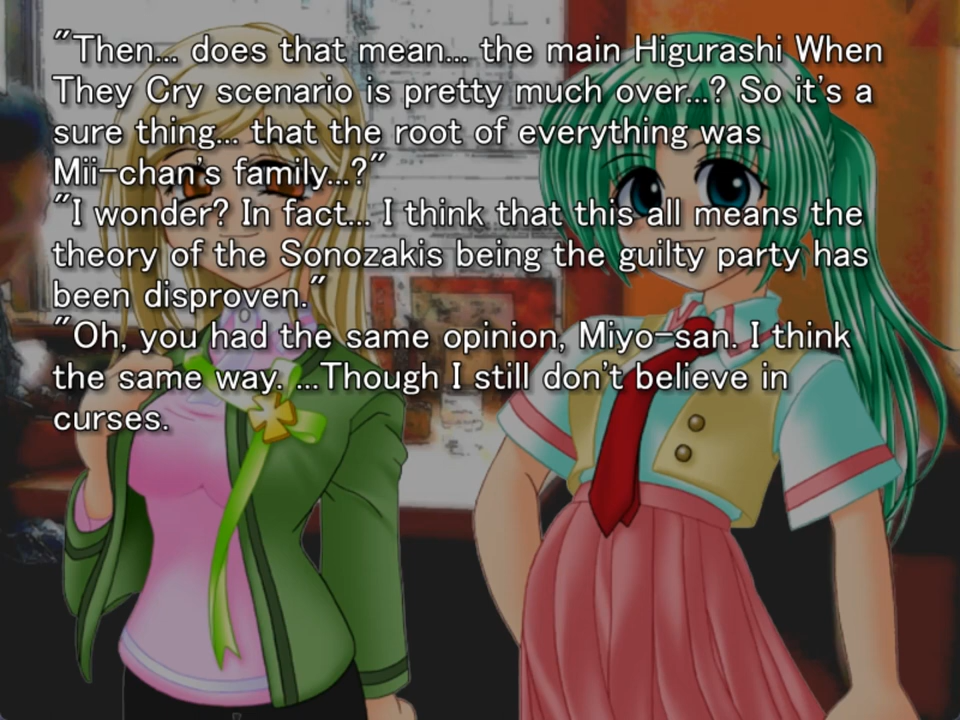 "Then... does that mean... the main Higurashi When
They Cry scenario is pretty much over...? So it's a
sure thing... that the root of everything was
Mii-chan's family...?"
"I wonder? In fact... I think that this all means the
theory of the Sonozakis being the guilty party has
been disproven."
"Oh, you had the same opinion, Miyo-san. I think
the same way. ...Though I still don't believe in
curses.